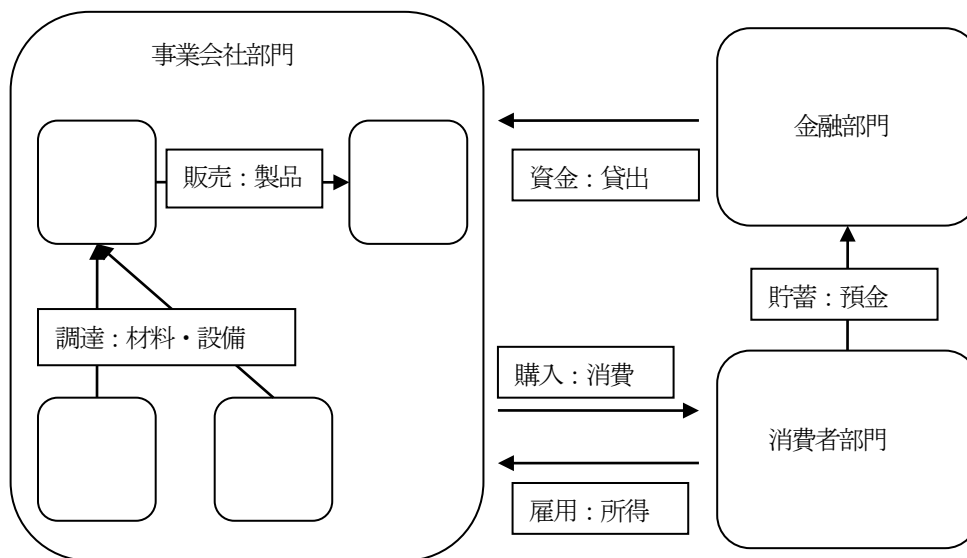 事業会社部門
金融部門
販売：製品
資金：貸出
貯蓄：預金
調達：材料・設備
購入：消費
消費者部門
雇用：所得